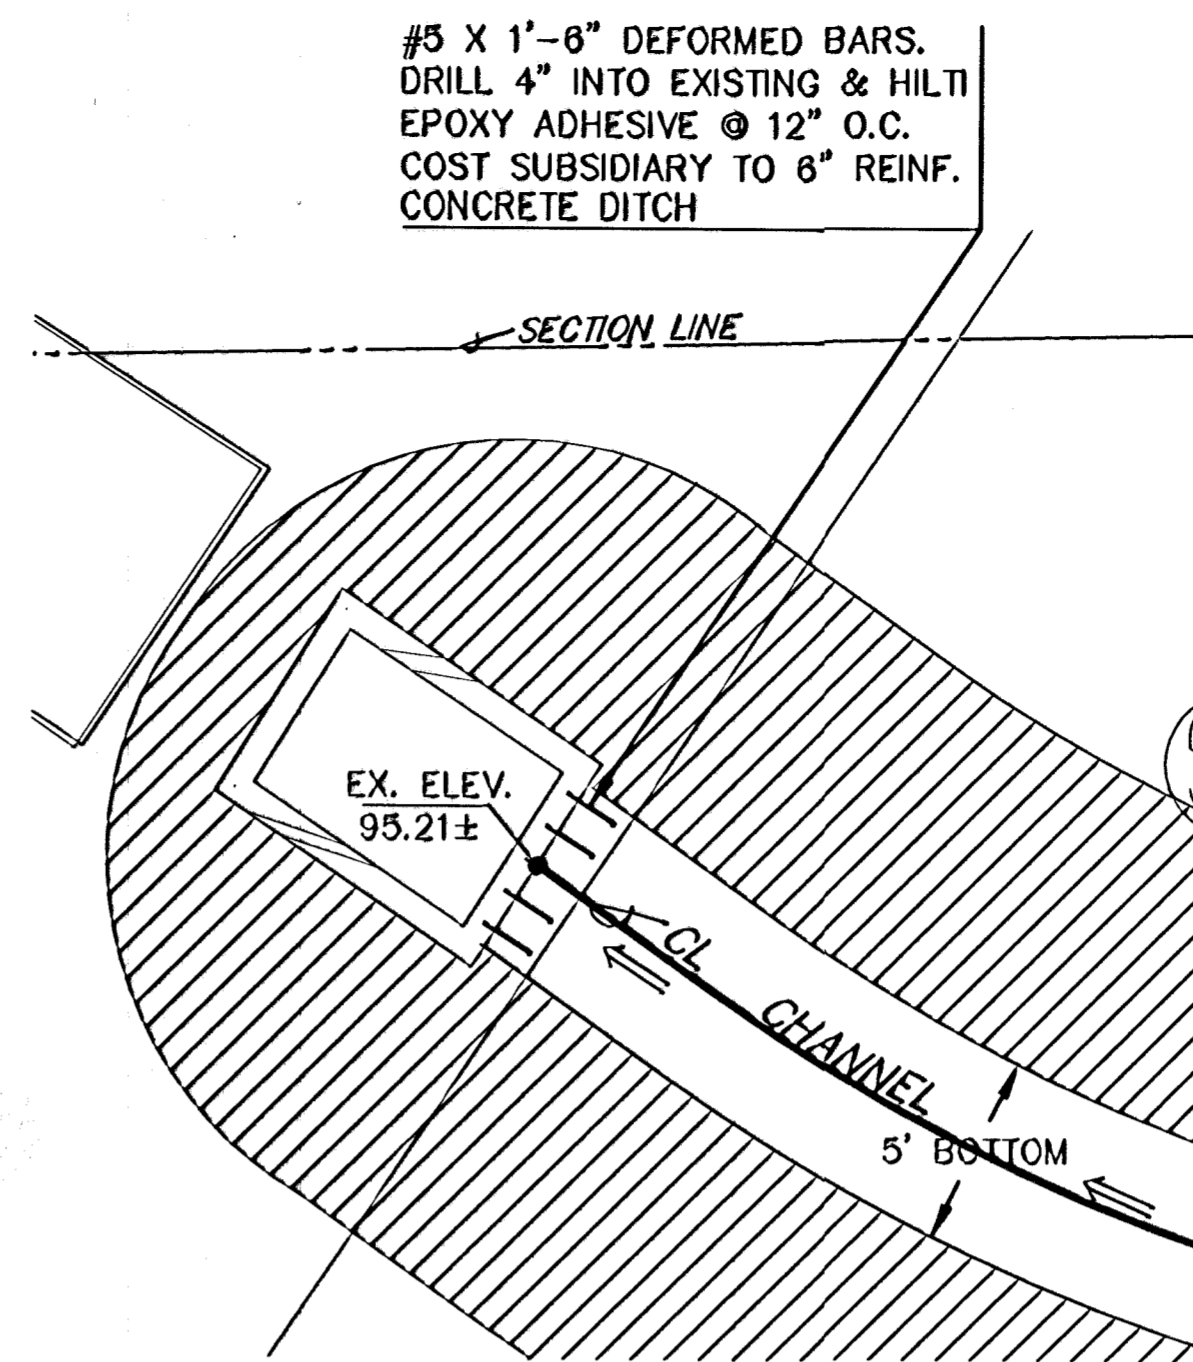 #5 X 1'-6" DEFORMED BARS.
DRILL 4" INTO EXISTING & HILTI
EPOXY ADHESIVE @ 12" O.C.
COST SUBSIDIARY TO 6" REINF.
CONCRETE DITCH
SECTION LINE
EX. ELEV.
95.21±
CL
CHANNEL
5' BOTTOM